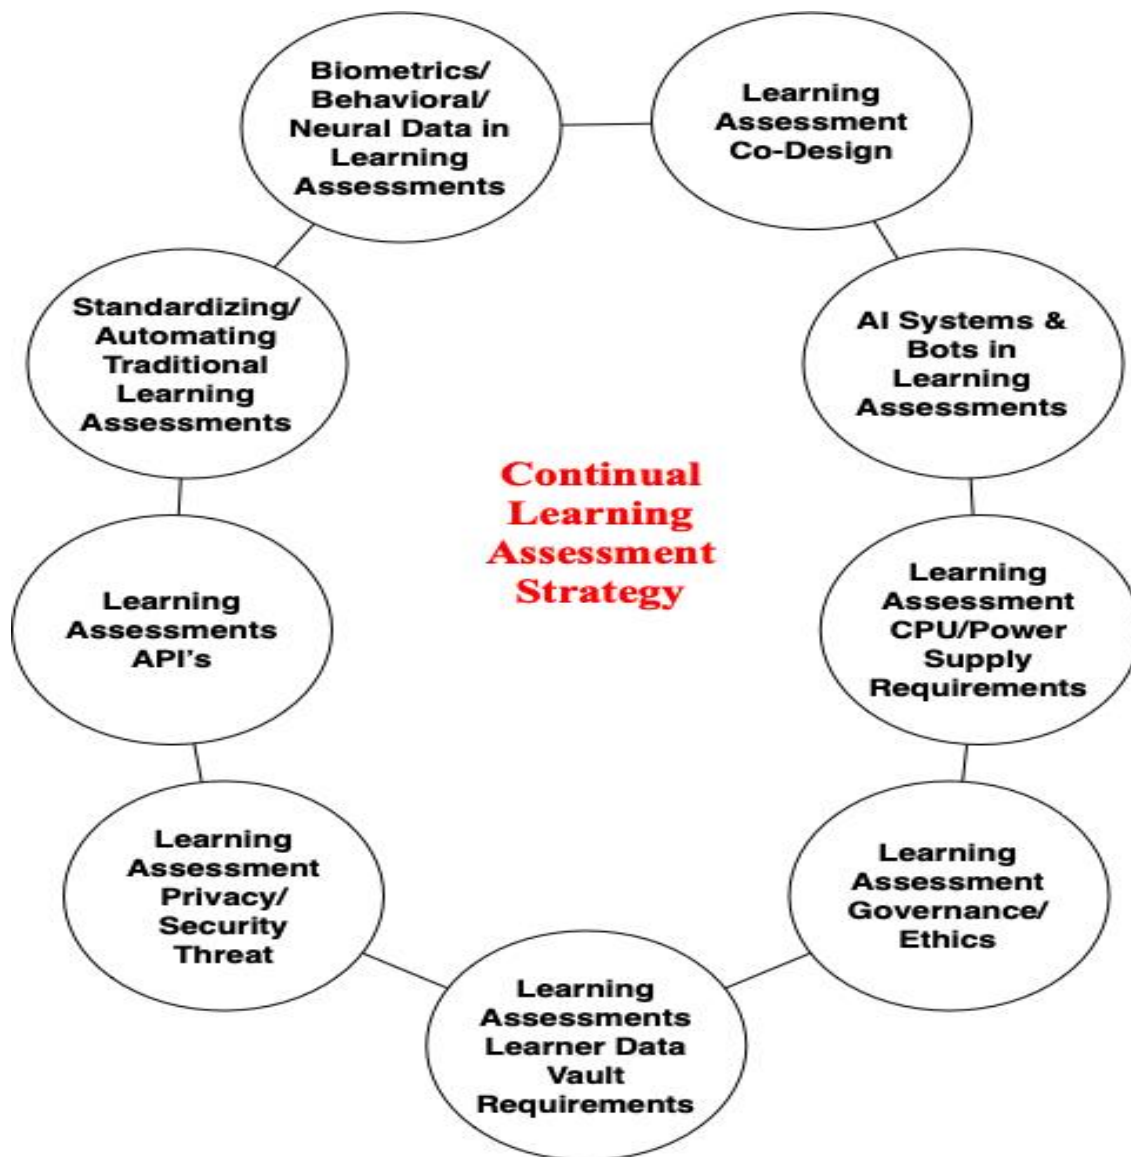 Biometrics/
Behavioral/
Neural Data in
Learning
Assessments
Learning
Assessment
Co-Design
Standardizing/
Automating
Traditional
Learning
Assessments
AI Systems &
Bots in
Learning
Assessments
Continual
Learning
Assessment
Strategy
Learning
Assessments
API's
Learning
Assessment
CPU/Power
Supply
Requirements
Learning
Assessment
Privacy/
Security
Threat
Learning
Assessment
Governance/
Ethics
Learning
Assessments
Learner Data
Vault
Requirements